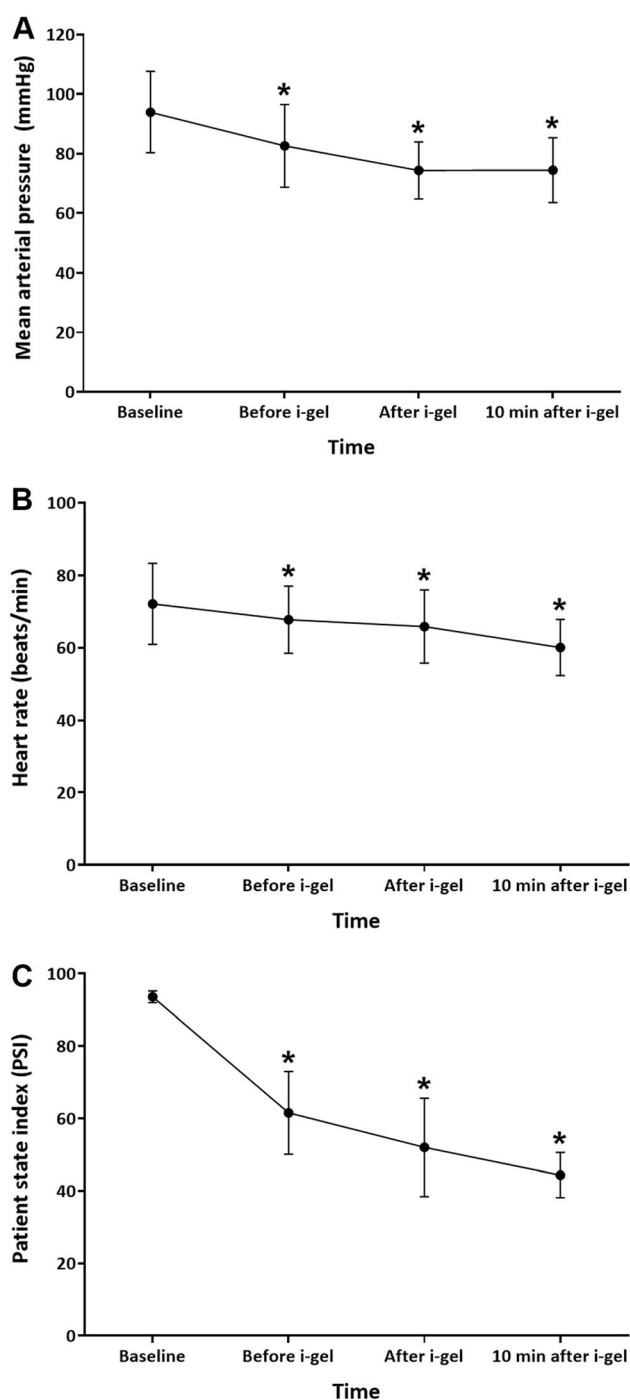 A
Mean arterial pressure (mmHg)
120
100
80
60
40
20
0
*
*
*
Baseline
Before i-gel
After i-gel
10 min after i-gel
Time
B
Heart rate (beats/min)
100
80
60
40
20
0
*
*
*
Baseline
Before i-gel
After i-gel
10 min after i-gel
Time
C
Patient state index (PSI)
100
80
60
40
20
0
*
*
*
Baseline
Before i-gel
After i-gel
10 min after i-gel
Time